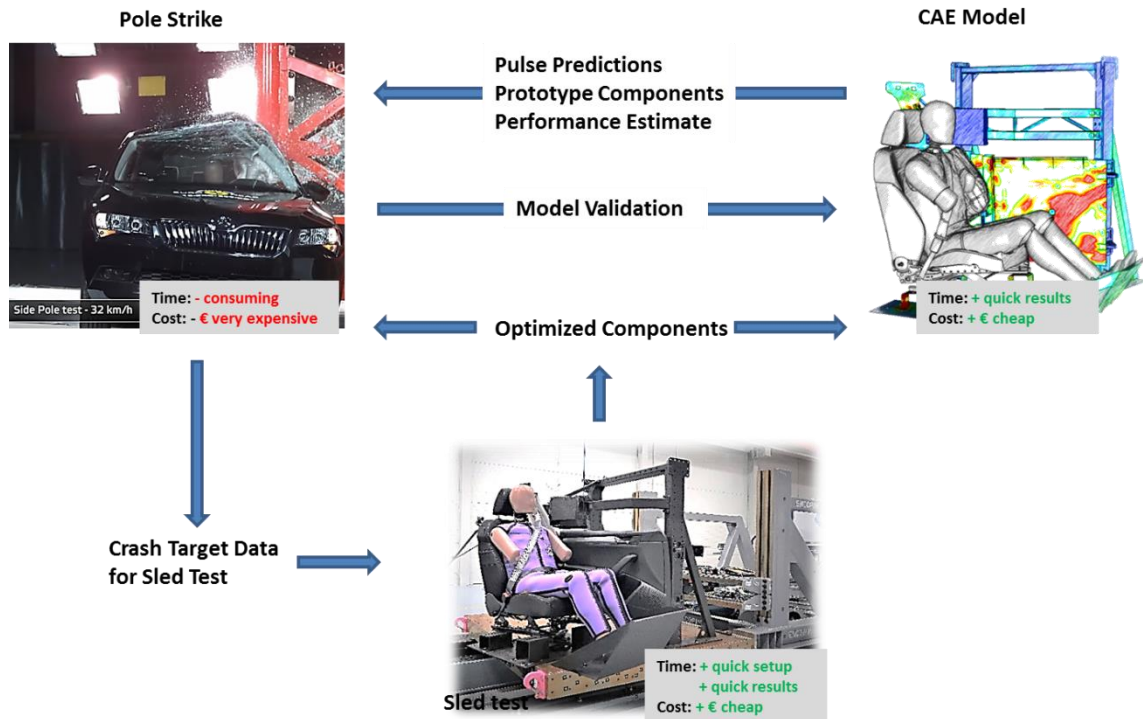 Pole Strike
CAE Model
Pulse Predictions
Prototype Components
Performance Estimate
Model Validation
Side Pole test - 32 km/h
Time: - consuming
Cost: - € very expensive
Time: + quick results
Cost: + € cheap
Optimized Components
Crash Target Data
for Sled Test
Sled test
Time: + quick setup
+ quick results
Cost: + € cheap